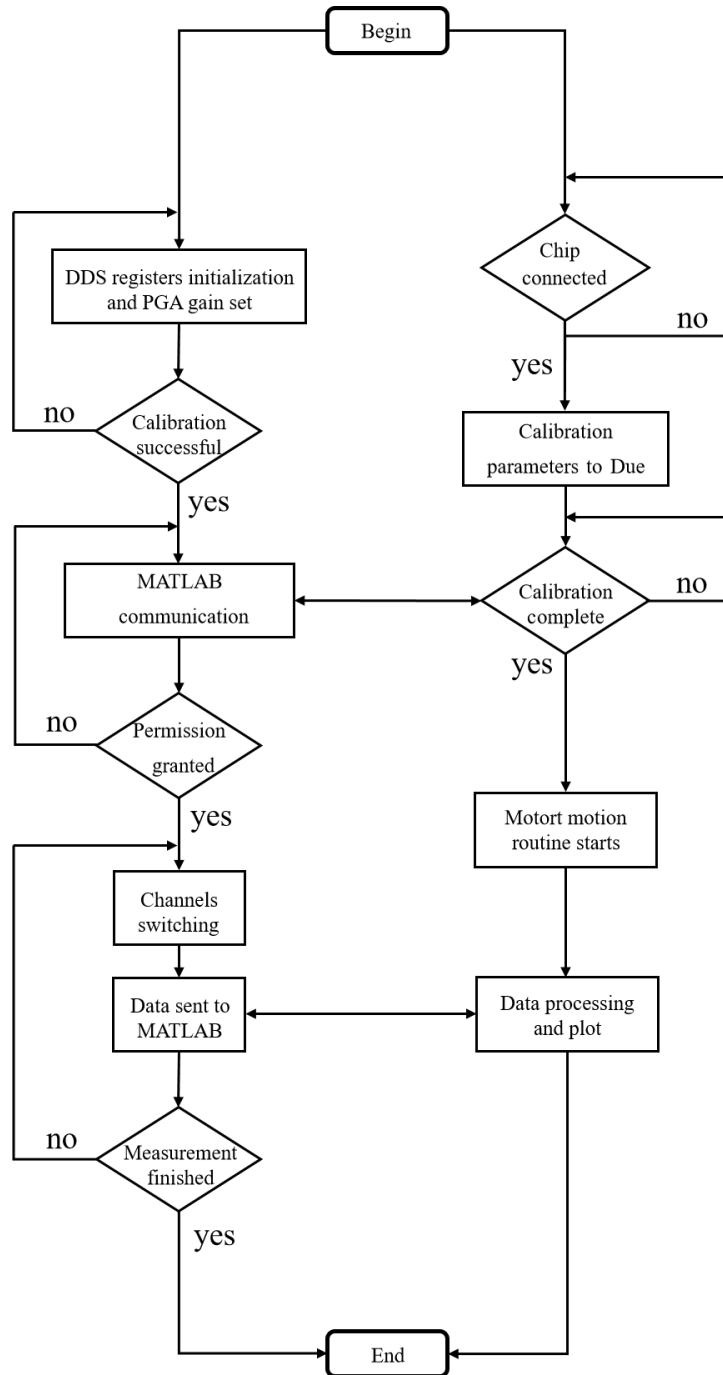 Begin
DDS registers initialization
and PGA gain set
no
Calibration
successful
yes
MATLAB
communication
no
Permission
granted
yes
Channels
switching
Data sent to
MATLAB
no
Measurement
finished
yes
Chip
connected
no
yes
Calibration
parameters to Due
Calibration
complete
no
yes
Motort motion
routine starts
Data processing
and plot
End